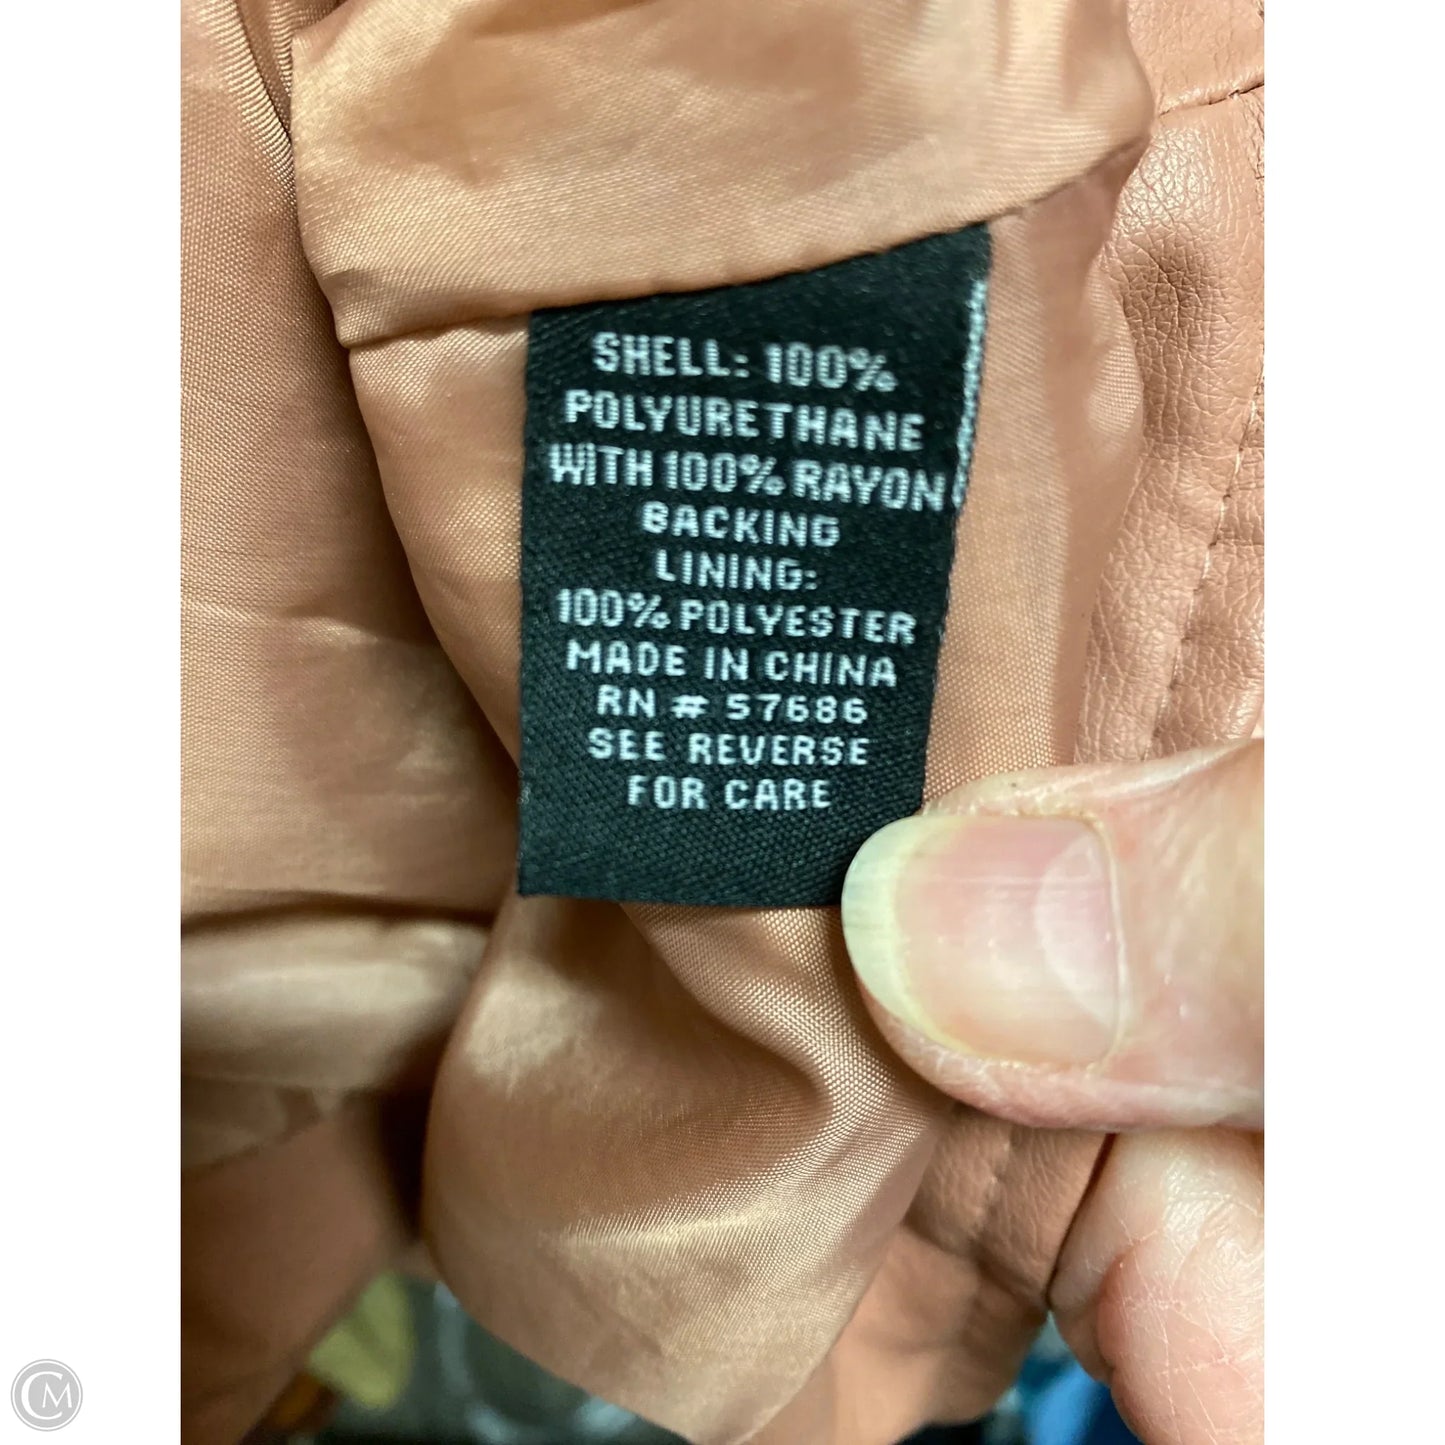 SHELL: 100%
POLYURETHANE
WITH 100% RAYON
BACKING
LINING:
100% POLYESTER
MADE IN CHINA
RN # 57686
SEE REVERSE
FOR CARE
CM